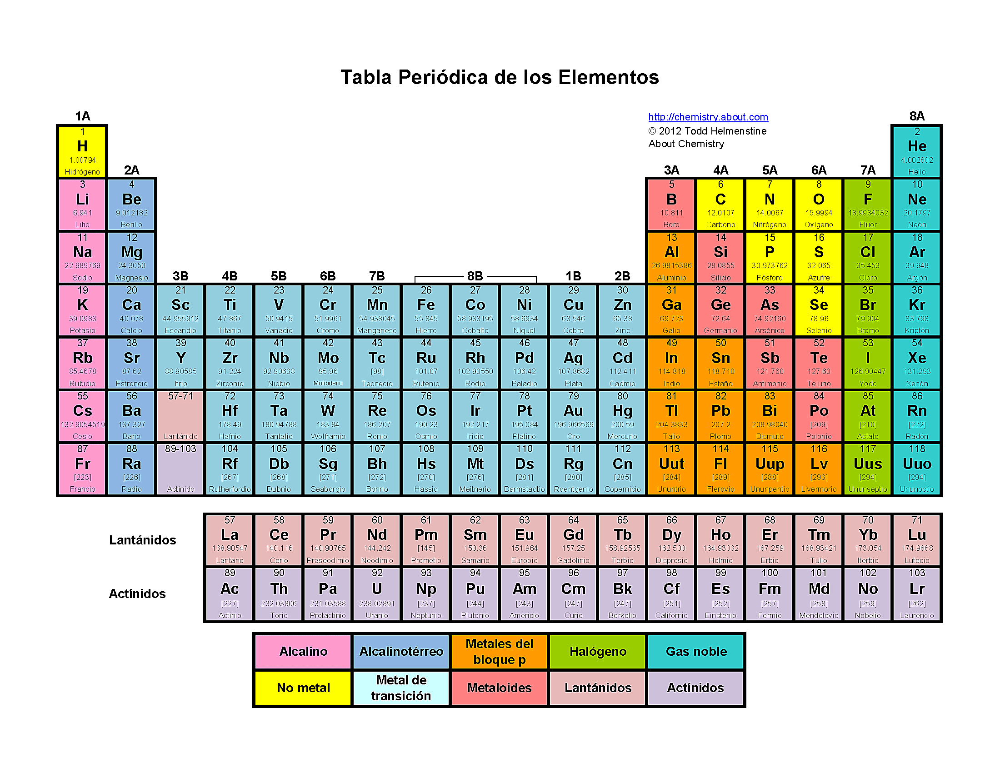 Tabla Periódica de los Elementos
1A
http://chemistry.about.com
8A
© 2012 Todd Helmenstine
About Chemistry
1 2
H He
1.00794 4.002602
Hidrógeno 2A 3A 4A 5A 6A 7A Helio
3 4 5 6 7 8 9 10
Li Be B C N O F Ne
6.941 9.012182 10.811 12.0107 14.0067 15.9994 18.9984032 20.1797
Litio Berilio Boro Carbono Nitrógeno Oxígeno Flúor Neón
11 12 13 14 15 16 17 18
Na Mg Al Si P S Cl Ar
22.989769 24.3050 26.9815386 28.0855 30.973762 32.065 35.453 39.948
Sodio Magnesio 3B 4B 5B 6B 7B 8B 1B 2B Aluminio Silicio Fósforo Azufre Cloro Argón
19 20 21 22 23 24 25 26 27 28 29 30 31 32 33 34 35 36
K Ca Sc Ti V Cr Mn Fe Co Ni Cu Zn Ga Ge As Se Br Kr
39.0983 40.078 44.955912 47.867 50.9415 51.9961 54.938045 55.845 58.933195 58.6934 63.546 65.38 69.723 72.64 74.92160 78.96 79.904 83.798
Potasio Calcio Escandio Titanio Vanadio Cromo Manganeso Hierro Cobalto Níquel Cobre Zinc Galio Germanio Arsénico Selenio Bromo Kriptón
37 38 39 40 41 42 43 44 45 46 47 48 49 50 51 52 53 54
Rb Sr Y Zr Nb Mo Tc Ru Rh Pd Ag Cd In Sn Sb Te I Xe
85.4678 87.62 88.90585 91.224 92.90638 95.96 [98] 101.07 102.90550 106.42 107.8682 112.411 114.818 118.710 121.760 127.60 126.90447 131.293
Rubidio Estroncio Itrio Zirconio Niobio Molibdeno Tecnecio Rutenio Rodio Paladio Plata Cadmio Indio Estaño Antimonio Telurio Yodo Xenón
55 56 57-71 72 73 74 75 76 77 78 79 80 81 82 83 84 85 86
Cs Ba Hf Ta W Re Os Ir Pt Au Hg Tl Pb Bi Po At Rn
132.9054519 137.327 178.49 180.94788 183.84 186.207 190.23 192.217 195.084 196.966569 200.59 204.3833 207.2 208.98040 [209] [210] [222]
Cesio Bario Lantánido Hafnio Tantalio Wolframio Renio Osmio Iridio Platino Oro Mercurio Talio Plomo Bismuto Polonio Astato Radón
87 88 89-103 104 105 106 107 108 109 110 111 112 113 114 115 116 117 118
Fr Ra Rf Db Sg Bh Hs Mt Ds Rg Cn Uut Fl Uup Lv Uus Uuo
[223] [226] [267] [268] [271] [272] [270] [276] [281] [280] [285] [284] [289] [288] [293] [294] [294]
Francio Radio Actínido Rutherfordio Dubnio Seaborgio Bohrio Hassio Meitnerio Darmstadtio Roentgenio Copernicio Ununtrio Flerovio Ununpentio Livermorio Ununseptio Ununoctio
57 58 59 60 61 62 63 64 65 66 67 68 69 70 71
Lantánidos La Ce Pr Nd Pm Sm Eu Gd Tb Dy Ho Er Tm Yb Lu
138.90547 140.116 140.90765 144.242 [145] 150.36 151.964 157.25 158.92535 162.500 164.93032 167.259 168.93421 173.054 174.9668
Lantano Cerio Praseodimio Neodimio Prometio Samario Europio Gadolinio Terbio Disprosio Holmio Erbio Tulio Iterbio Lutecio
89 90 91 92 93 94 95 96 97 98 99 100 101 102 103
Actínidos Ac Th Pa U Np Pu Am Cm Bk Cf Es Fm Md No Lr
[227] 232.03806 231.03588 238.02891 [237] [244] [243] [247] [247] [251] [252] [257] [258] [259] [262]
Actinio Torio Protactinio Uranio Neptunio Plutonio Americio Curio Berkelio Californio Einstenio Fermio Mendelevio Nobelio Laurencio
Alcalino Alcalinotérreo Metales del bloque p Halógeno Gas noble
No metal Metal de transición Metaloides Lantánidos Actínidos